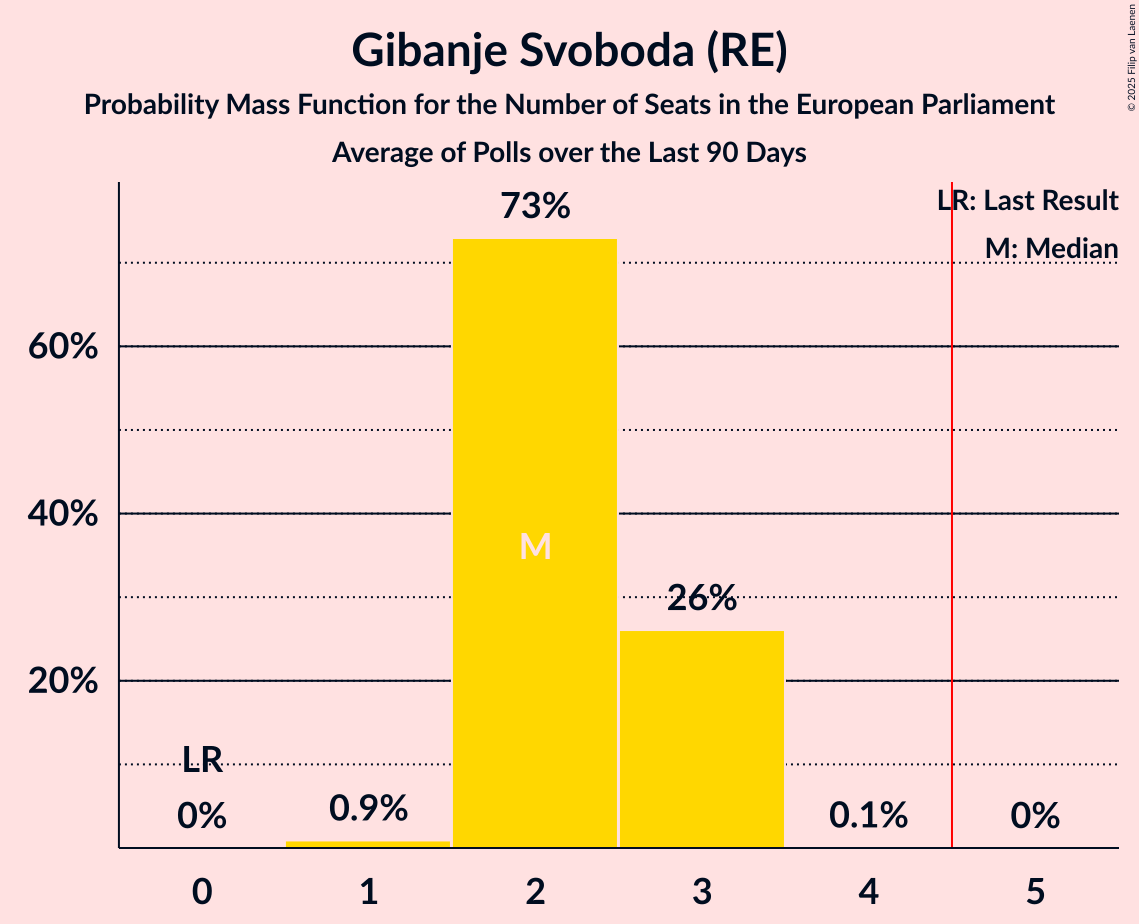 Gibanje Svoboda (RE)
Probability Mass Function for the Number of Seats in the European Parliament
Average of Polls over the Last 90 Days
© 2025 Filip van Laenen
LR: Last Result
M: Median
73%
60%
40%
M
26%
20%
LR
0%
0.9%
0.1%
0%
0 1 2 3 4 5